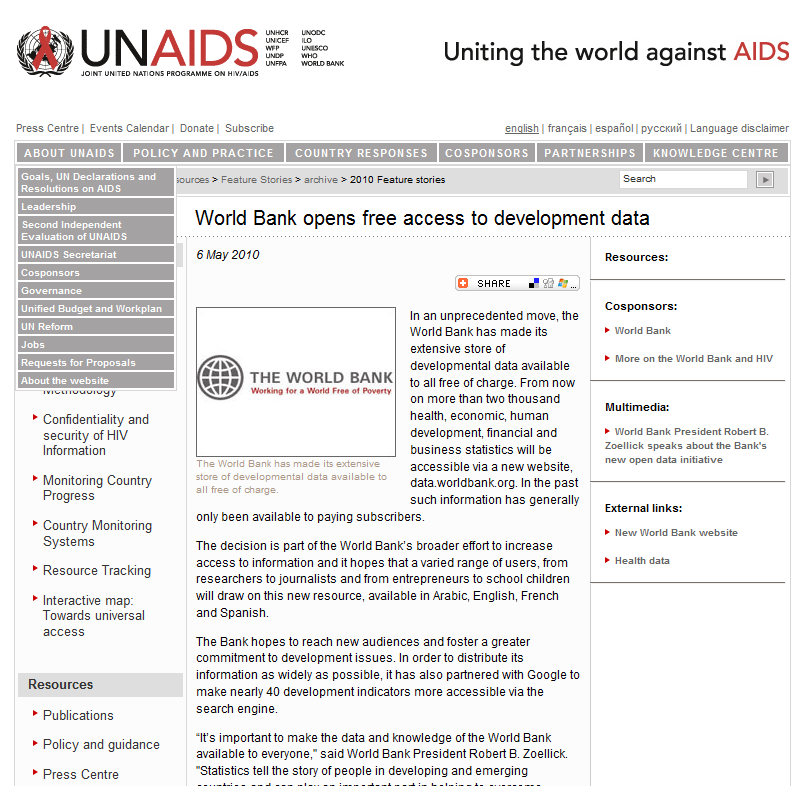 UNAIDS
JOINT UNITED NATIONS PROGRAMME ON HIV/AIDS
UNHCR
UNICEF
WFP
UNDP
UNFPA
UNODC
ILO
UNESCO
WHO
WORLD BANK
Uniting the world against AIDS
Press Centre | Events Calendar | Donate | Subscribe
english | français | español | русский | Language disclaimer
ABOUT UNAIDS
POLICY AND PRACTICE
COUNTRY RESPONSES
COSPONSORS
PARTNERSHIPS
KNOWLEDGE CENTRE
Goals, UN Declarations and
Resolutions on AIDS
Leadership
Second Independent
Evaluation of UNAIDS
UNAIDS Secretariat
Cosponsors
Governance
Unified Budget and Workplan
UN Reform
Jobs
Requests for Proposals
About the website
sources > Feature Stories > archive > 2010 Feature stories
Search
Methodology
Confidentiality and
security of HIV
Information
Monitoring Country
Progress
Country Monitoring
Systems
Resource Tracking
Interactive map:
Towards universal
access
Resources
Publications
Policy and guidance
Press Centre
World Bank opens free access to development data
6 May 2010
SHARE
...
THE WORLD BANK
Working for a World Free of Poverty
The World Bank has made its extensive
store of developmental data available to
all free of charge.
In an unprecedented move, the
World Bank has made its
extensive store of
developmental data available
to all free of charge. From now
on more than two thousand
health, economic, human
development, financial and
business statistics will be
accessible via a new website,
data.worldbank.org. In the past
such information has generally
only been available to paying subscribers.
The decision is part of the World Bank’s broader effort to increase
access to information and it hopes that a varied range of users, from
researchers to journalists and from entrepreneurs to school children
will draw on this new resource, available in Arabic, English, French
and Spanish.
The Bank hopes to reach new audiences and foster a greater
commitment to development issues. In order to distribute its
information as widely as possible, it has also partnered with Google to
make nearly 40 development indicators more accessible via the
search engine.
“It’s important to make the data and knowledge of the World Bank
available to everyone,” said World Bank President Robert B. Zoellick.
"Statistics tell the story of people in developing and emerging
countries and can play an important part in helping to overcome
Resources:
Cosponsors:
World Bank
More on the World Bank and HIV
Multimedia:
World Bank President Robert B.
Zoellick speaks about the Bank's
new open data initiative
External links:
New World Bank website
Health data